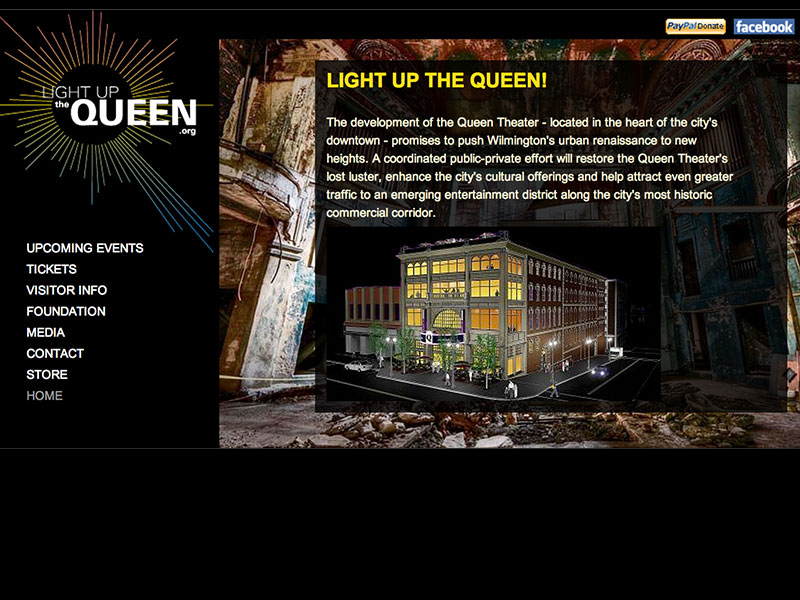 PayPal Donate
facebook
LIGHT UP
the QUEEN
.org
LIGHT UP THE QUEEN!
The development of the Queen Theater - located in the heart of the city's
downtown - promises to push Wilmington's urban renaissance to new
heights. A coordinated public-private effort will restore the Queen Theater's
lost luster, enhance the city's cultural offerings and help attract even greater
traffic to an emerging entertainment district along the city's most historic
commercial corridor.
UPCOMING EVENTS
TICKETS
VISITOR INFO
FOUNDATION
MEDIA
CONTACT
STORE
HOME